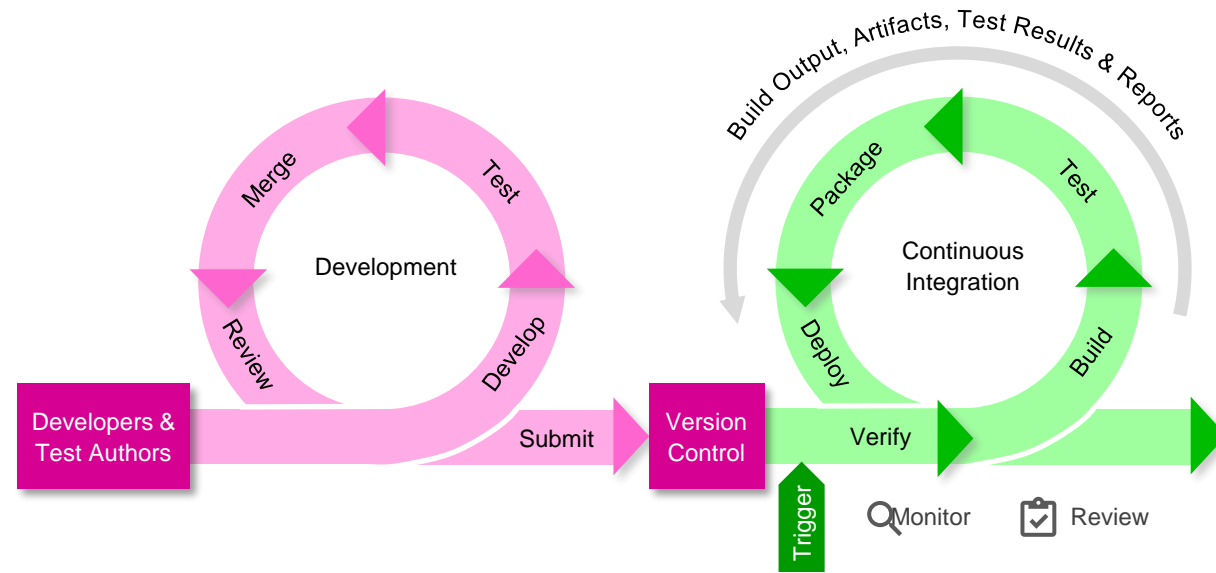 Build Output, Artifacts, Test Results & Reports
Merge
Test
Package
Test
Development
Continuous
Integration
Review
Develop
Deploy
Build
Developers &
Test Authors
Submit
Version
Control
Verify
Trigger
Monitor
Review